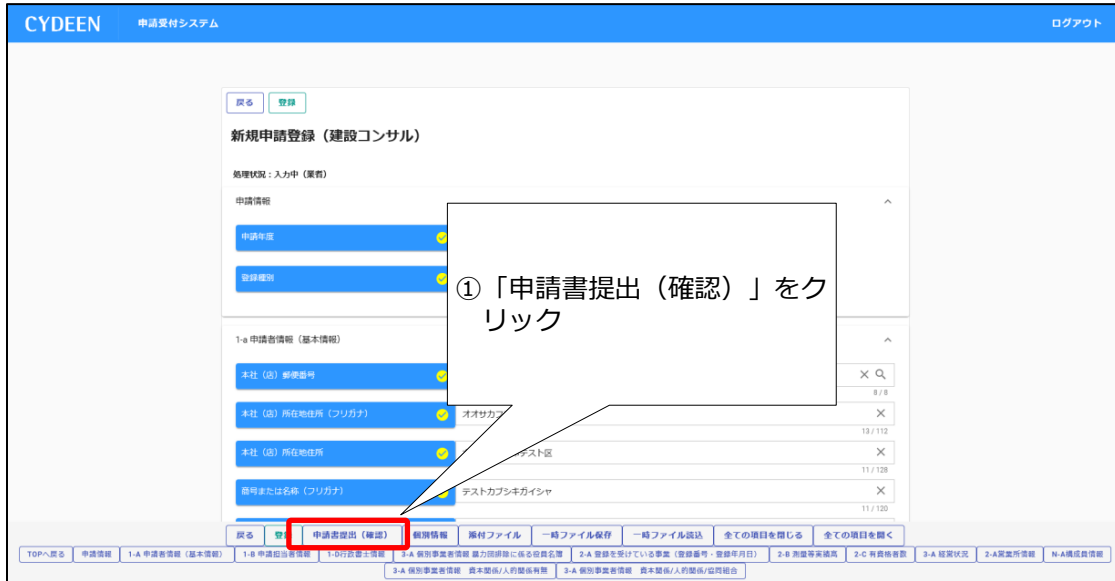 CYDEEN 申請受付システム ログアウト
戻る 登録
新規申請登録（建設コンサル）
処理状況：入力中（業者）
申請情報
申請年度
登録種別
①「申請書提出（確認）」をク
リック
1-a 申請者情報（基本情報）
本社（店）郵便番号
8 / 8
本社（店）所在地住所（フリガナ） オオサカフ
13 / 112
本社（店）所在地住所 テスト区
11 / 128
商号または名称（フリガナ） テストカブシキガイシャ
11 / 120
戻る 登 申請書提出（確認） 個別情報 添付ファイル 一時ファイル保存 一時ファイル読込 全ての項目を閉じる 全ての項目を開く
TOPへ戻る 申請情報 1-A 申請者情報（基本情報） 1-B 申請担当者情報 1-D行政書士情報 3-A 個別事業者情報 暴力団排除に係る役員名簿 2-A 登録を受けている事業（登録番号・登録年月日） 2-B 測量等実績高 2-C 有資格者数 3-A 経営状況 2-A営業所情報 N-A構成員情報
3-A 個別事業者情報 資本関係/人的関係有無 3-A 個別事業者情報 資本関係/人的関係/協同組合